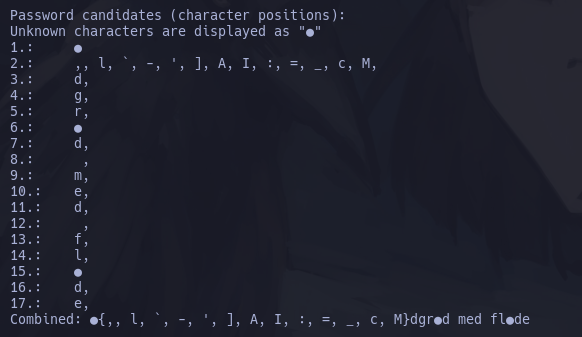 Password candidates (character positions):
Unknown characters are displayed as "●"
1.: ●
2.: ,, l, `, -, ', ], A, I, :, =, _, c, M,
3.: d,
4.: g,
5.: r,
6.: ●
7.: d,
8.:  ,
9.: m,
10.: e,
11.: d,
12.:  ,
13.: f,
14.: l,
15.: ●
16.: d,
17.: e,
Combined: ●{,, l, `, -, ', ], A, I, :, =, _, c, M}dgr●d med fl●de